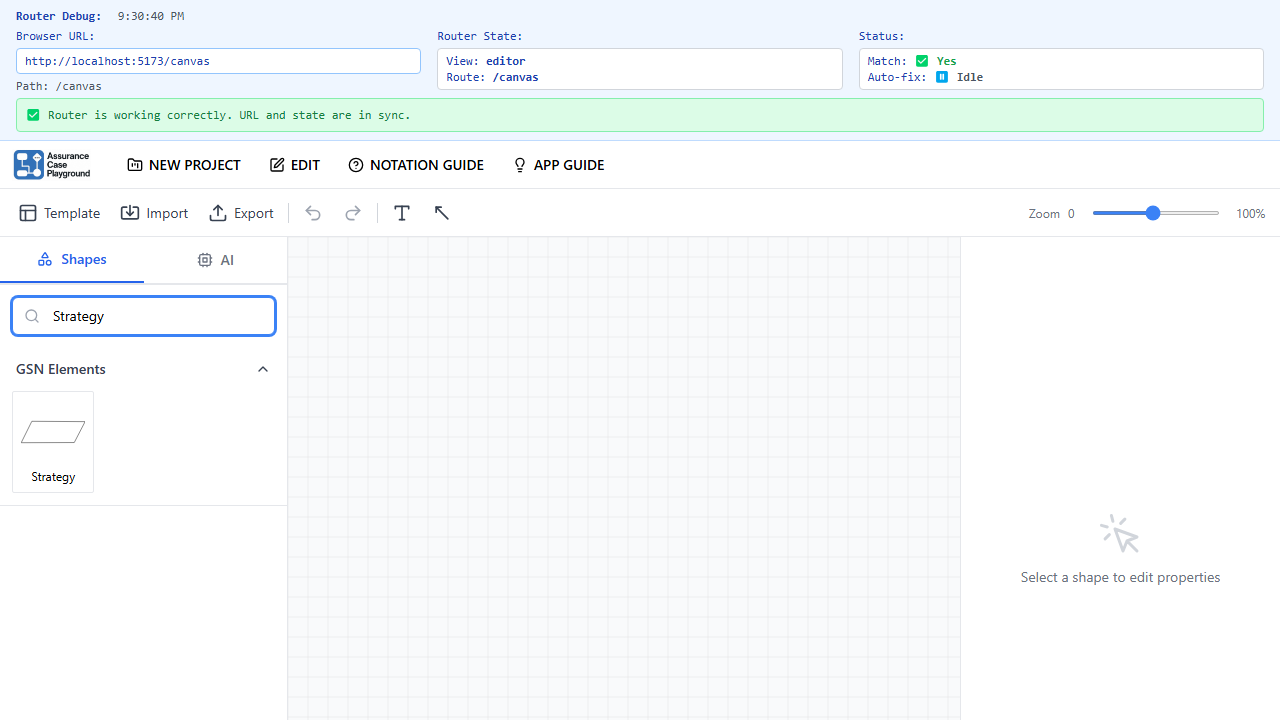 Router Debug: 9:30:40 PM
Browser URL:
http://localhost:5173/canvas
Path: /canvas
Router State:
View: editor
Route: /canvas
Status:
Match: ✅ Yes
Auto-fix: ⏸ Idle
✅ Router is working correctly. URL and state are in sync.
Assurance
Case
Playground
NEW PROJECT
EDIT
NOTATION GUIDE
APP GUIDE
Template
Import
Export
Zoom 0
100%
Shapes
AI
Strategy
GSN Elements
Strategy
Select a shape to edit properties